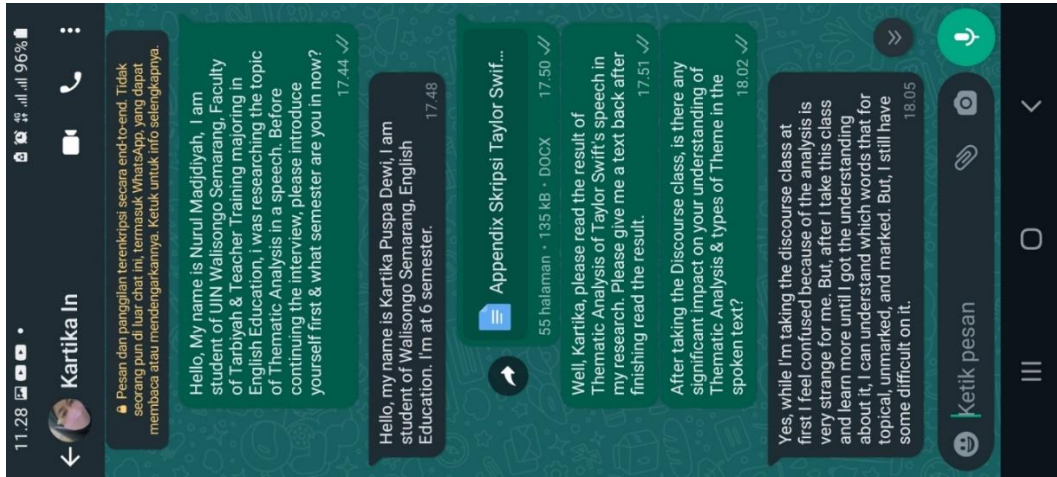 11.28
4G
96%
Kartika In
Pesan dan panggilan terenkripsi secara end-to-end. Tidak
seorang pun di luar chat ini, termasuk WhatsApp, yang dapat
membaca atau mendengarkannya. Ketuk untuk info selengkapnya.
Hello, My name is Nurul Madjdiyah, I am
student of UIN Walisongo Semarang, Faculty
of Tarbiyah & Teacher Training majoring in
English Education, i was researching the topic
of Thematic Analysis in a speech. Before
continuing the interview, please introduce
yourself first & what semester are you in now?
17.44
Hello, my name is Kartika Puspa Dewi, I am
student of Walisongo Semarang, English
Education. I'm at 6 semester.
17.48
Appendix Skripsi Taylor Swif...
55 halaman • 135 kB • DOCX
17.50
Well, Kartika, please read the result of
Thematic Analysis of Taylor Swift's speech in
my research. Please give me a text back after
finishing read the result.
17.51
After taking the Discourse class, is there any
significant impact on your understanding of
Thematic Analysis & types of Theme in the
spoken text?
18.02
Yes, while I'm taking the discourse class at
first I feel confused because of the analysis is
very strange for me. But, after I take this class
and learn more until I got the understanding
about it, I can understand which words that for
topical, unmarked, and marked. But, I still have
some difficult on it.
18.05
Ketik pesan